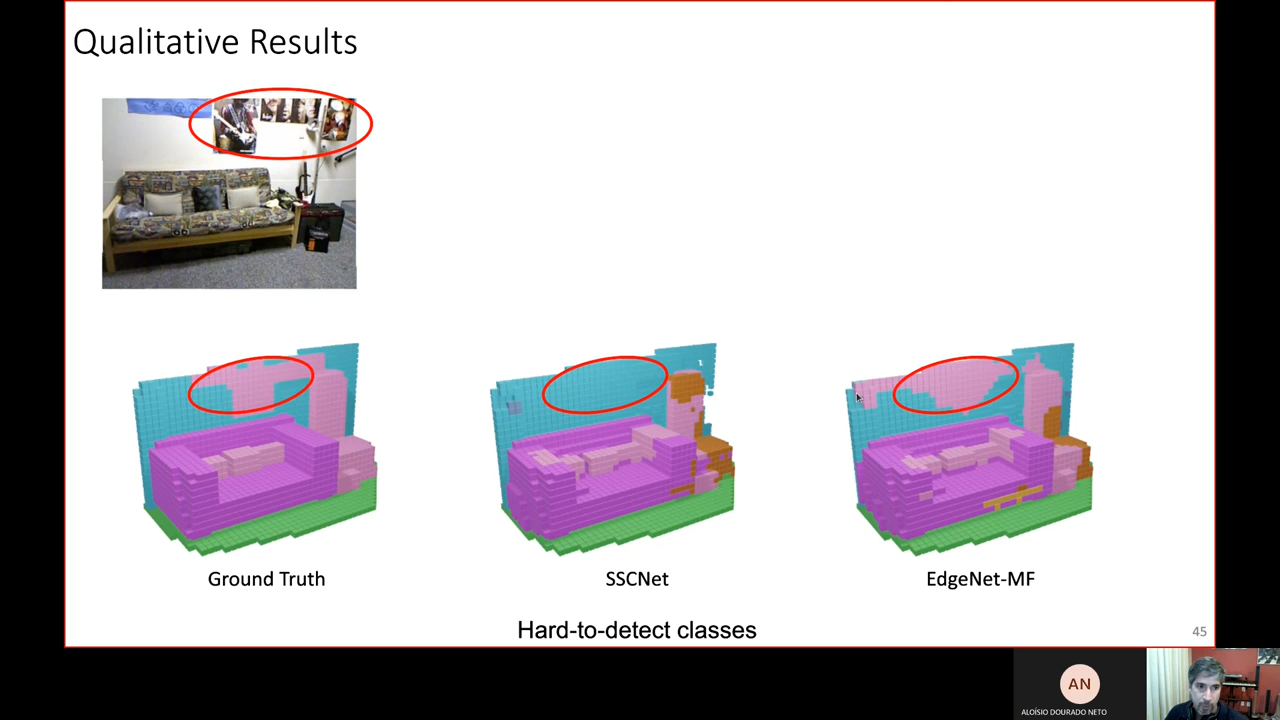 Qualitative Results
Ground Truth
SSCNet
EdgeNet-MF
Hard-to-detect classes
45
AN
ALOÍSIO DOURADO NETO